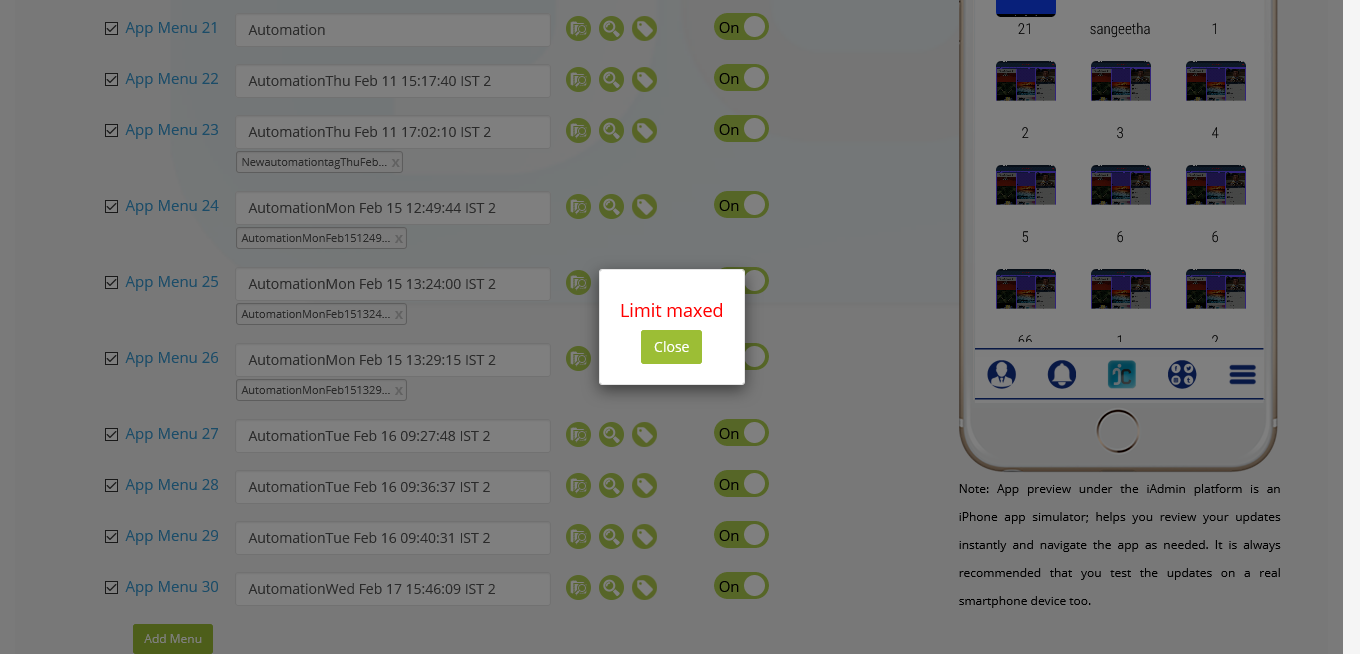 App Menu 21 Automation On
App Menu 22 AutomationThu Feb 11 15:17:40 IST 2 On
App Menu 23 AutomationThu Feb 11 17:02:10 IST 2 On
NewautomationtagThuFeb... x
App Menu 24 AutomationMon Feb 15 12:49:44 IST 2 On
AutomationMonFeb151249... x
App Menu 25 AutomationMon Feb 15 13:24:00 IST 2
AutomationMonFeb151324... x
App Menu 26 AutomationMon Feb 15 13:29:15 IST 2
AutomationMonFeb151329... x
App Menu 27 AutomationTue Feb 16 09:27:48 IST 2 On
App Menu 28 AutomationTue Feb 16 09:36:37 IST 2 On
App Menu 29 AutomationTue Feb 16 09:40:31 IST 2 On
App Menu 30 AutomationWed Feb 17 15:46:09 IST 2 On
Add Menu
Limit maxed
Close
21 sangeetha 1
2 3 4
5 6 6
66 1 2
jc
Note: App preview under the iAdmin platform is an
iPhone app simulator; helps you review your updates
instantly and navigate the app as needed. It is always
recommended that you test the updates on a real
smartphone device too.